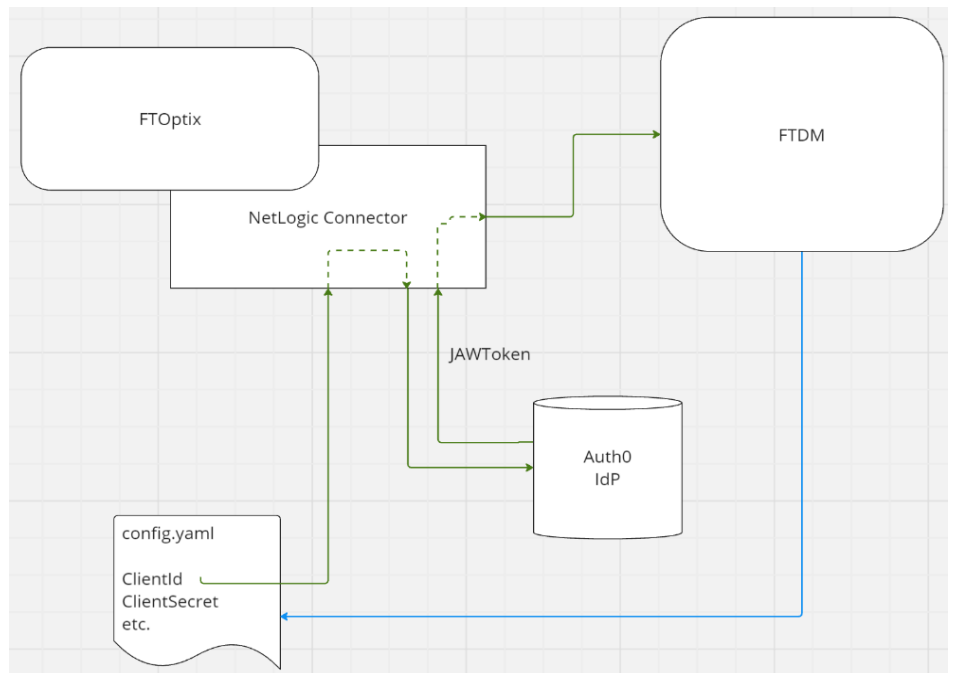 FTOptix
FTDM
NetLogic Connector
JAWToken
Auth0
IdP
config.yaml
ClientId
ClientSecret
etc.